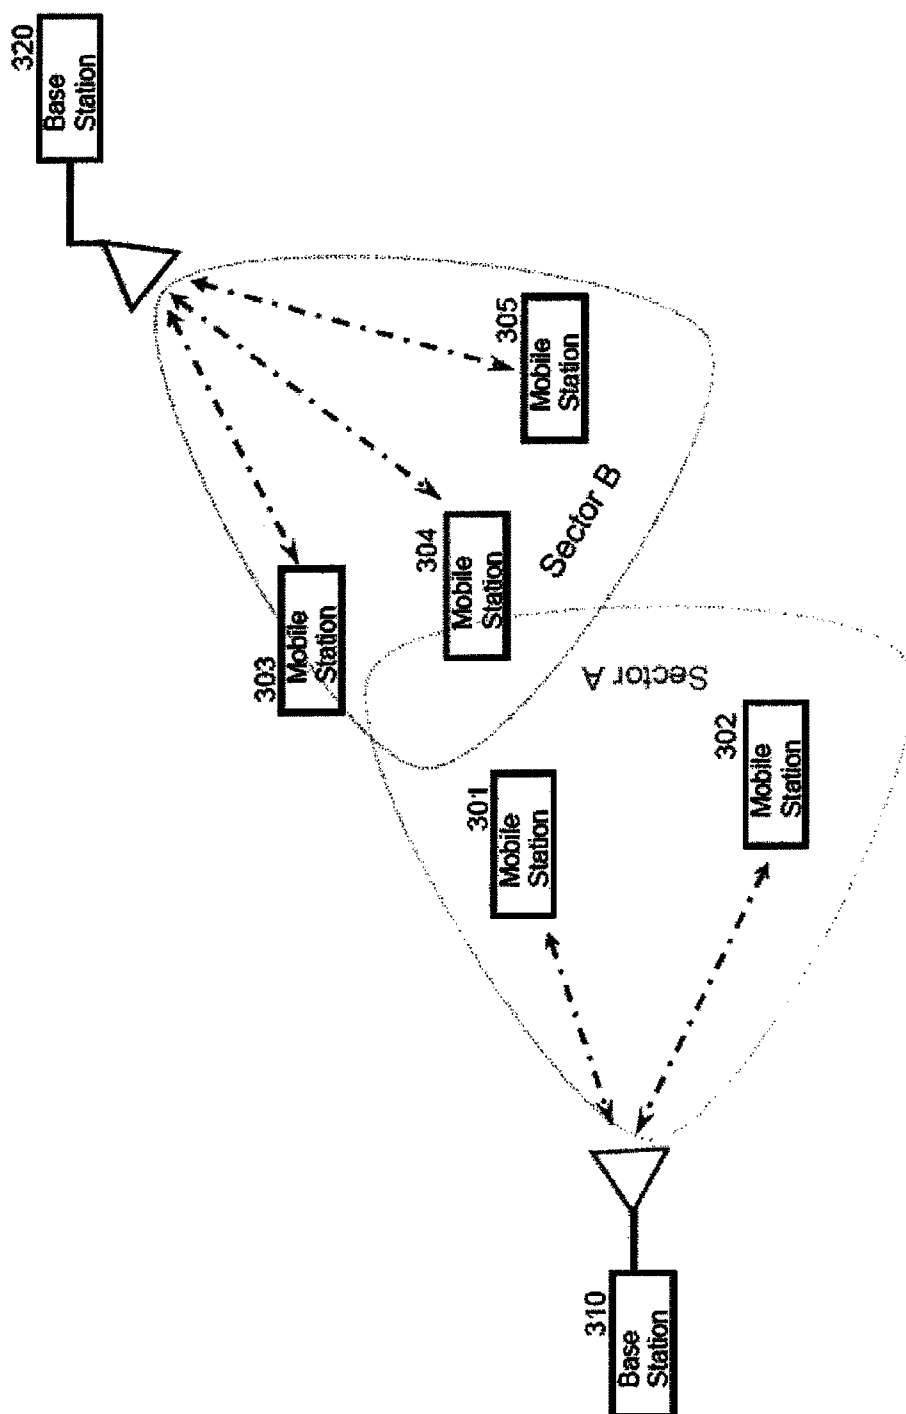 320
Base
Station
305
Mobile
Station
304
Mobile
Station
Sector B
303
Mobile
Station
Sector A
301
Mobile
Station
302
Mobile
Station
310
Base
Station